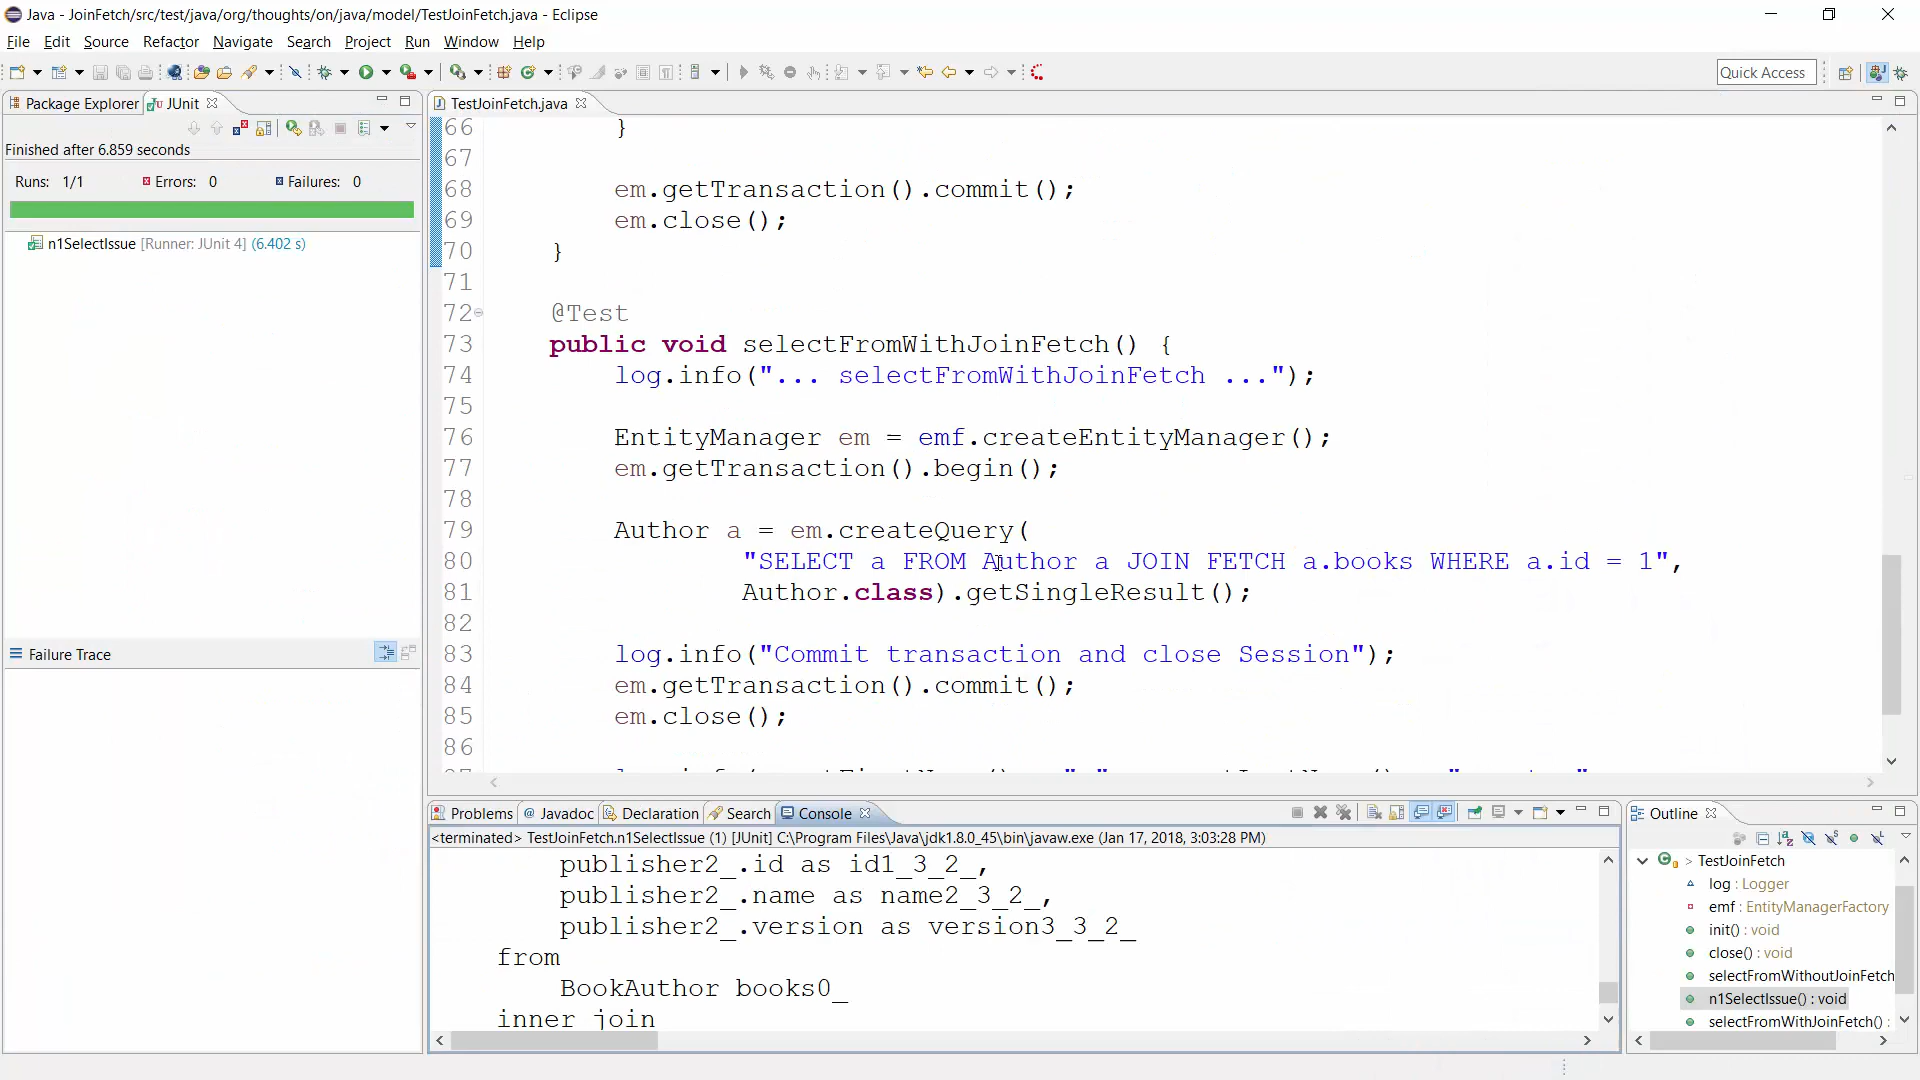 Java - JoinFetch/src/test/java/org/thoughts/on/java/model/TestJoinFetch.java - Eclipse
File Edit Source Refactor Navigate Search Project Run Window Help
Quick Access
Package Explorer JUnit
Finished after 6.859 seconds
Runs: 1/1 Errors: 0 Failures: 0
n1SelectIssue [Runner: JUnit 4] (6.402 s)
Failure Trace
TestJoinFetch.java
66 }
67
68 em.getTransaction().commit();
69 em.close();
70 }
71
72 @Test
73 public void selectFromWithJoinFetch() {
74 log.info("... selectFromWithJoinFetch ...");
75
76 EntityManager em = emf.createEntityManager();
77 em.getTransaction().begin();
78
79 Author a = em.createQuery(
80 "SELECT a FROM Author a JOIN FETCH a.books WHERE a.id = 1",
81 Author.class).getSingleResult();
82
83 log.info("Commit transaction and close Session");
84 em.getTransaction().commit();
85 em.close();
86
Problems @ Javadoc Declaration Search Console
<terminated> TestJoinFetch.n1SelectIssue (1) [JUnit] C:\Program Files\Java\jdk1.8.0_45\bin\javaw.exe (Jan 17, 2018, 3:03:28 PM)
publisher2_.id as id1_3_2_,
publisher2_.name as name2_3_2_,
publisher2_.version as version3_3_2_
from
BookAuthor books0_
inner join
Outline
TestJoinFetch
log : Logger
emf : EntityManagerFactory
init() : void
close() : void
selectFromWithoutJoinFetch
n1SelectIssue() : void
selectFromWithJoinFetch() :